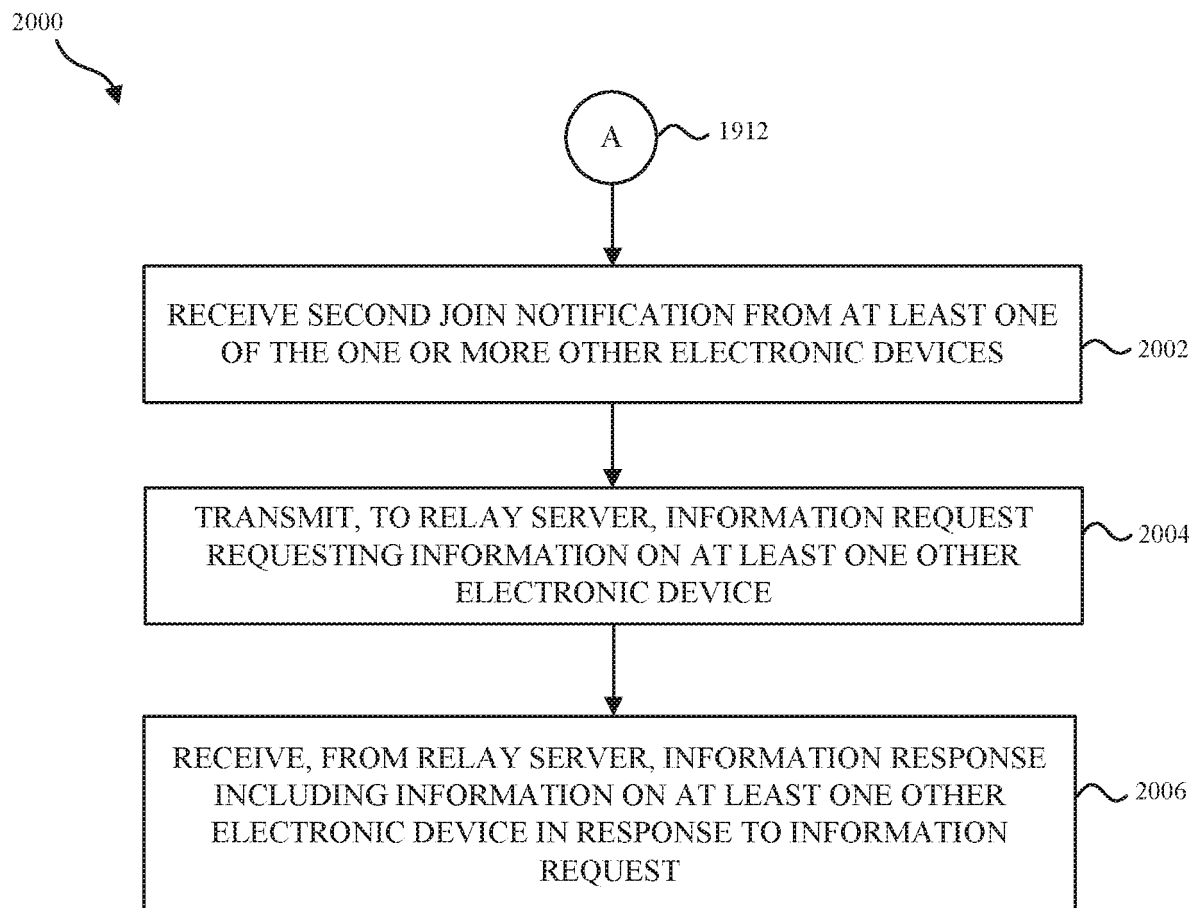 2000
A
1912
RECEIVE SECOND JOIN NOTIFICATION FROM AT LEAST ONE
OF THE ONE OR MORE OTHER ELECTRONIC DEVICES
2002
TRANSMIT, TO RELAY SERVER, INFORMATION REQUEST
REQUESTING INFORMATION ON AT LEAST ONE OTHER
ELECTRONIC DEVICE
2004
RECEIVE, FROM RELAY SERVER, INFORMATION RESPONSE
INCLUDING INFORMATION ON AT LEAST ONE OTHER
ELECTRONIC DEVICE IN RESPONSE TO INFORMATION
REQUEST
2006